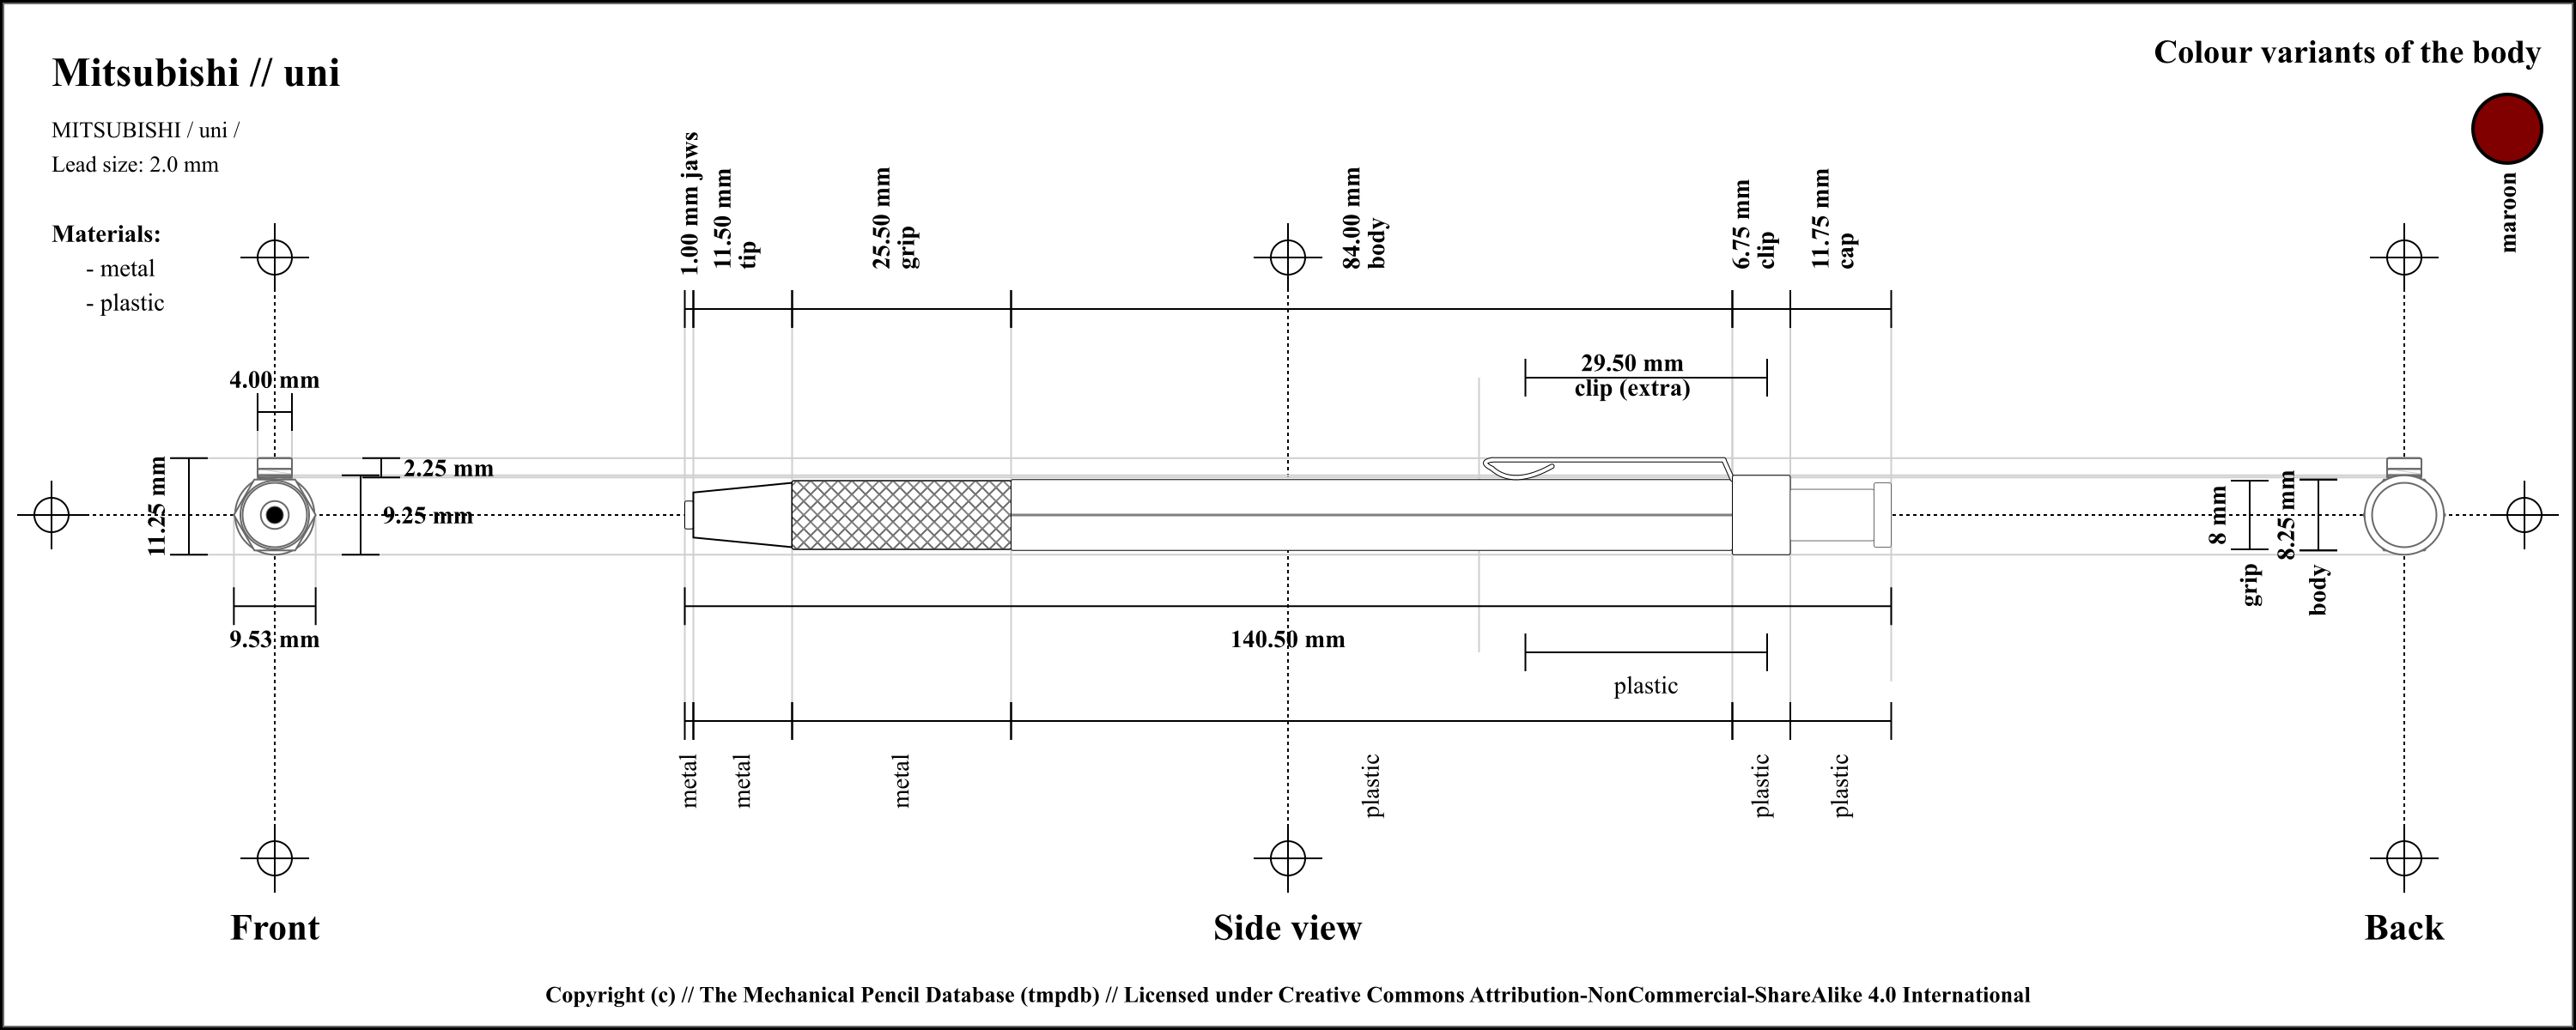 Mitsubishi // uni
Colour variants of the body
MITSUBISHI / uni /
Lead size: 2.0 mm
maroon
Materials:
- metal
- plastic
1.00 mm jaws
11.50 mm
tip
25.50 mm
grip
84.00 mm
body
6.75 mm
clip
11.75 mm
cap
29.50 mm
clip (extra)
4.00 mm
11.25 mm
2.25 mm
9.25 mm
9.53 mm
8 mm
grip
8.25 mm
body
140.50 mm
plastic
metal
metal
metal
plastic
plastic
plastic
Front
Side view
Back
Copyright (c) // The Mechanical Pencil Database (tmpdb) // Licensed under Creative Commons Attribution-NonCommercial-ShareAlike 4.0 International